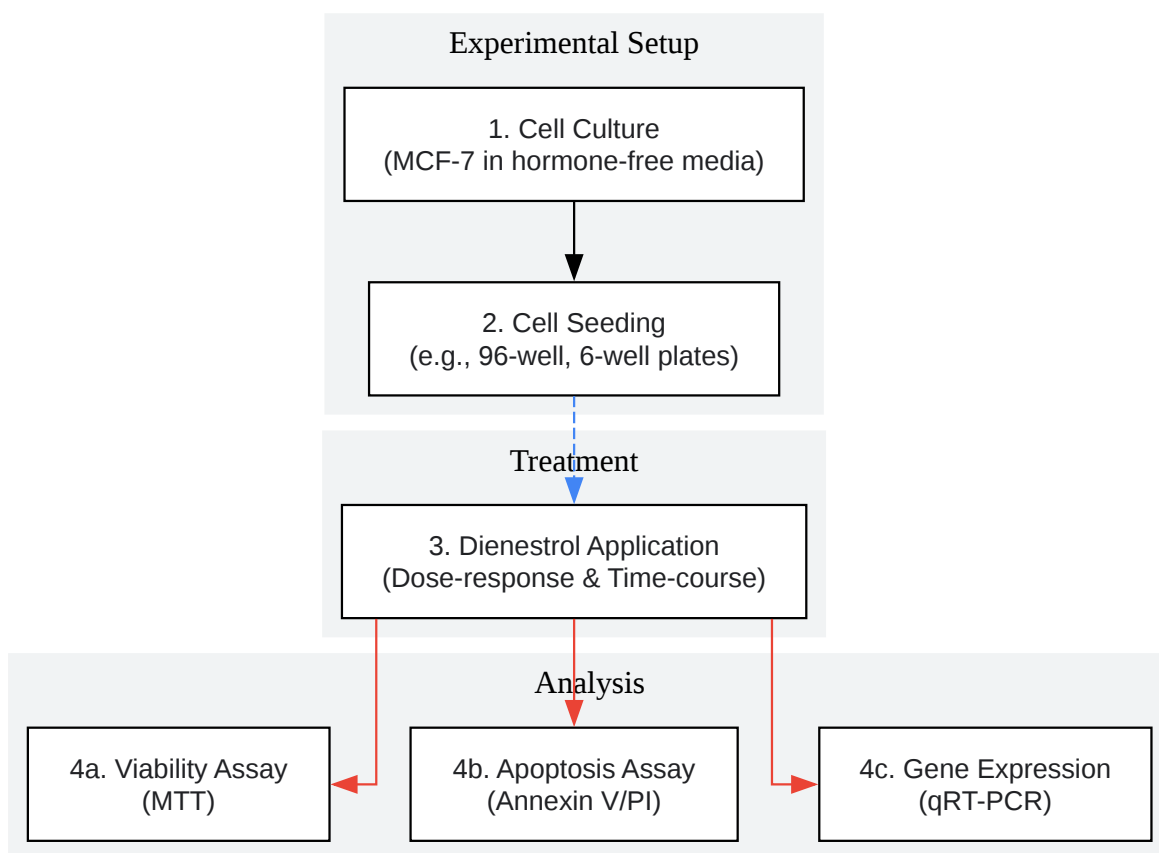 Experimental Setup
1. Cell Culture
(MCF-7 in hormone-free media)
2. Cell Seeding
(e.g., 96-well, 6-well plates)
Treatment
3. Dienestrol Application
(Dose-response & Time-course)
Analysis
4a. Viability Assay
(MTT)
4b. Apoptosis Assay
(Annexin V/PI)
4c. Gene Expression
(qRT-PCR)